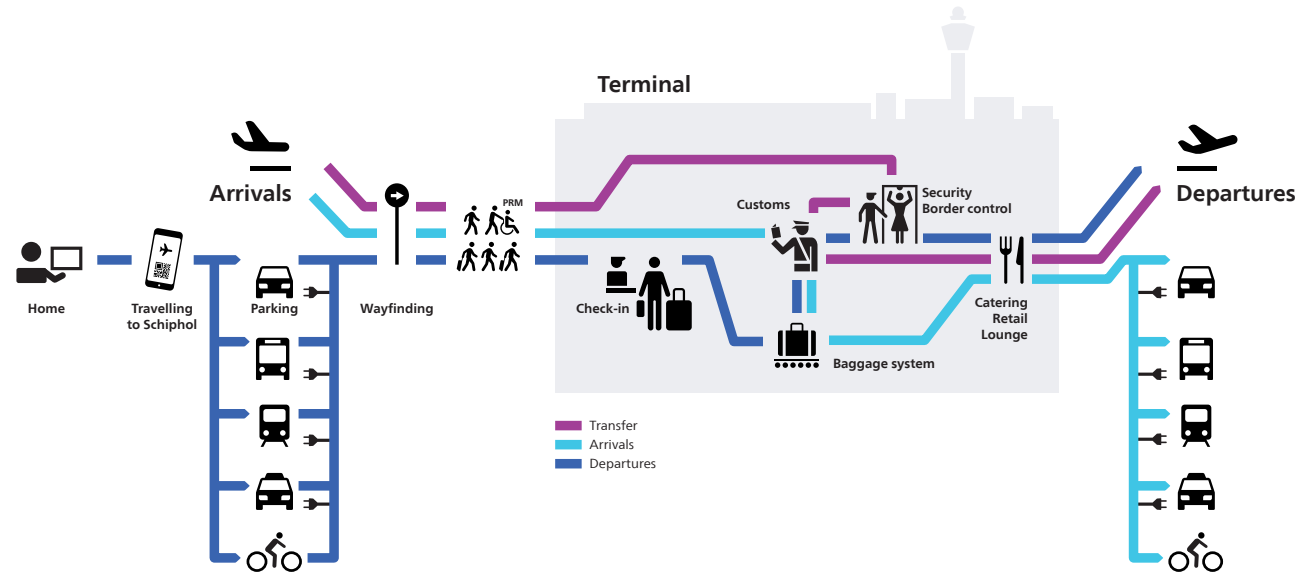 Terminal
Arrivals
PRM
Customs
Security
Border control
Departures
Home
Travelling
to Schiphol
Parking
Wayfinding
Check-in
Catering
Retail
Lounge
Baggage system
Transfer
Arrivals
Departures